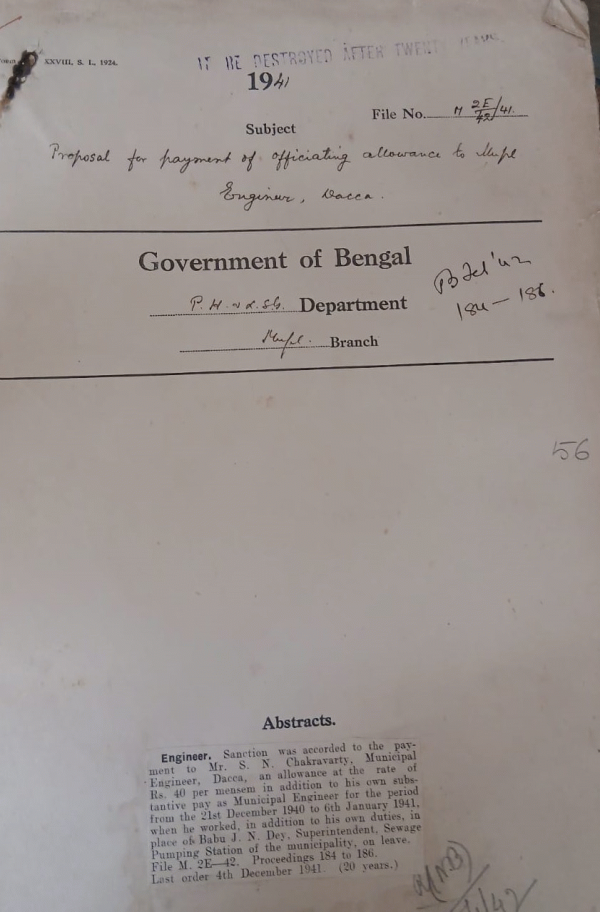 XXVIII, S. L. 1924.
BE DESTROYED AFTER TWENTY YEARS
1941
File No. M 2E/42/41.
Subject
Proposal for payment of officiating allowance to Mupl
Engineer, Dacca.
Government of Bengal
P. H. & L. S. G. Department
Mupl. Branch
B Feb '42
184 — 186.
56
Abstracts.
Engineer. Sanction was accorded to the pay-
ment to Mr. S. N. Chakravarty, Municipal
Engineer, Dacca, an allowance at the rate of
Rs. 40 per mensem in addition to his own subs-
tantive pay as Municipal Engineer for the period
from the 21st December 1940 to 6th January 1941,
when he worked, in addition to his own duties, in
place of Babu J. N. Dey, Superintendent, Sewage
Pumping Station of the municipality, on leave.
File M. 2E—42. Proceedings 184 to 186.
Last order 4th December 1941. (20 years.)